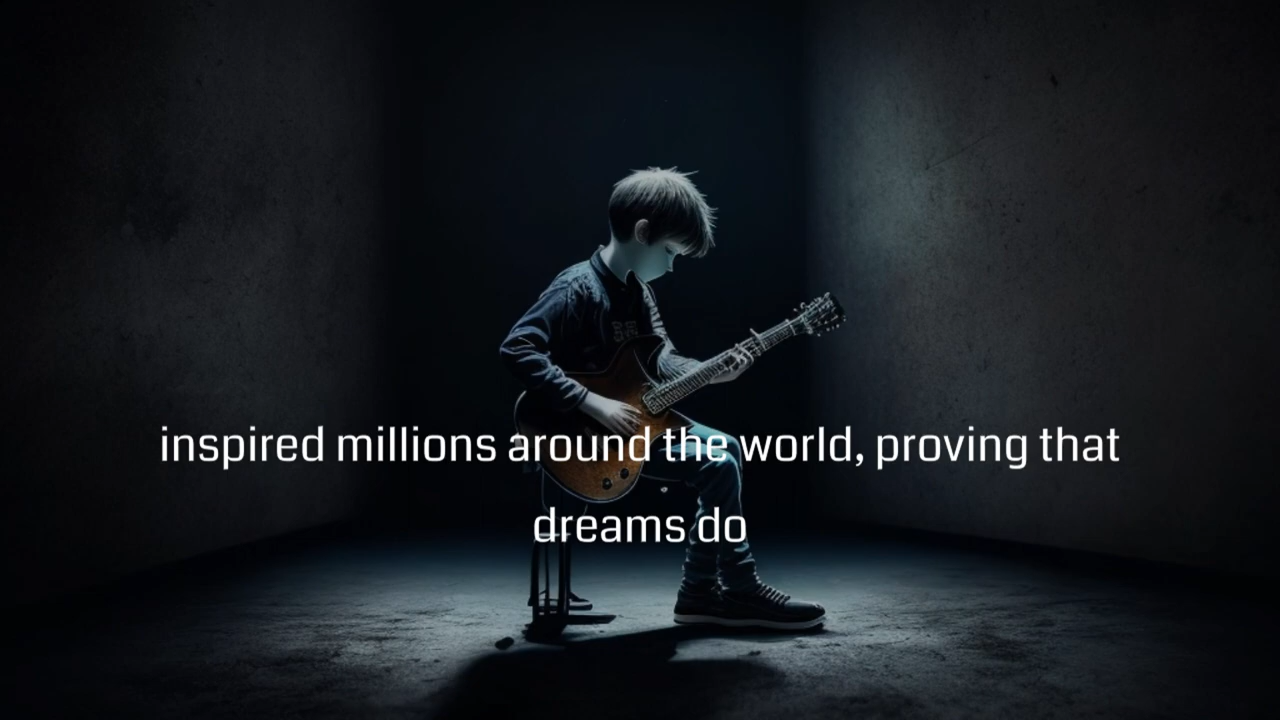 inspired millions around the world, proving that
dreams do